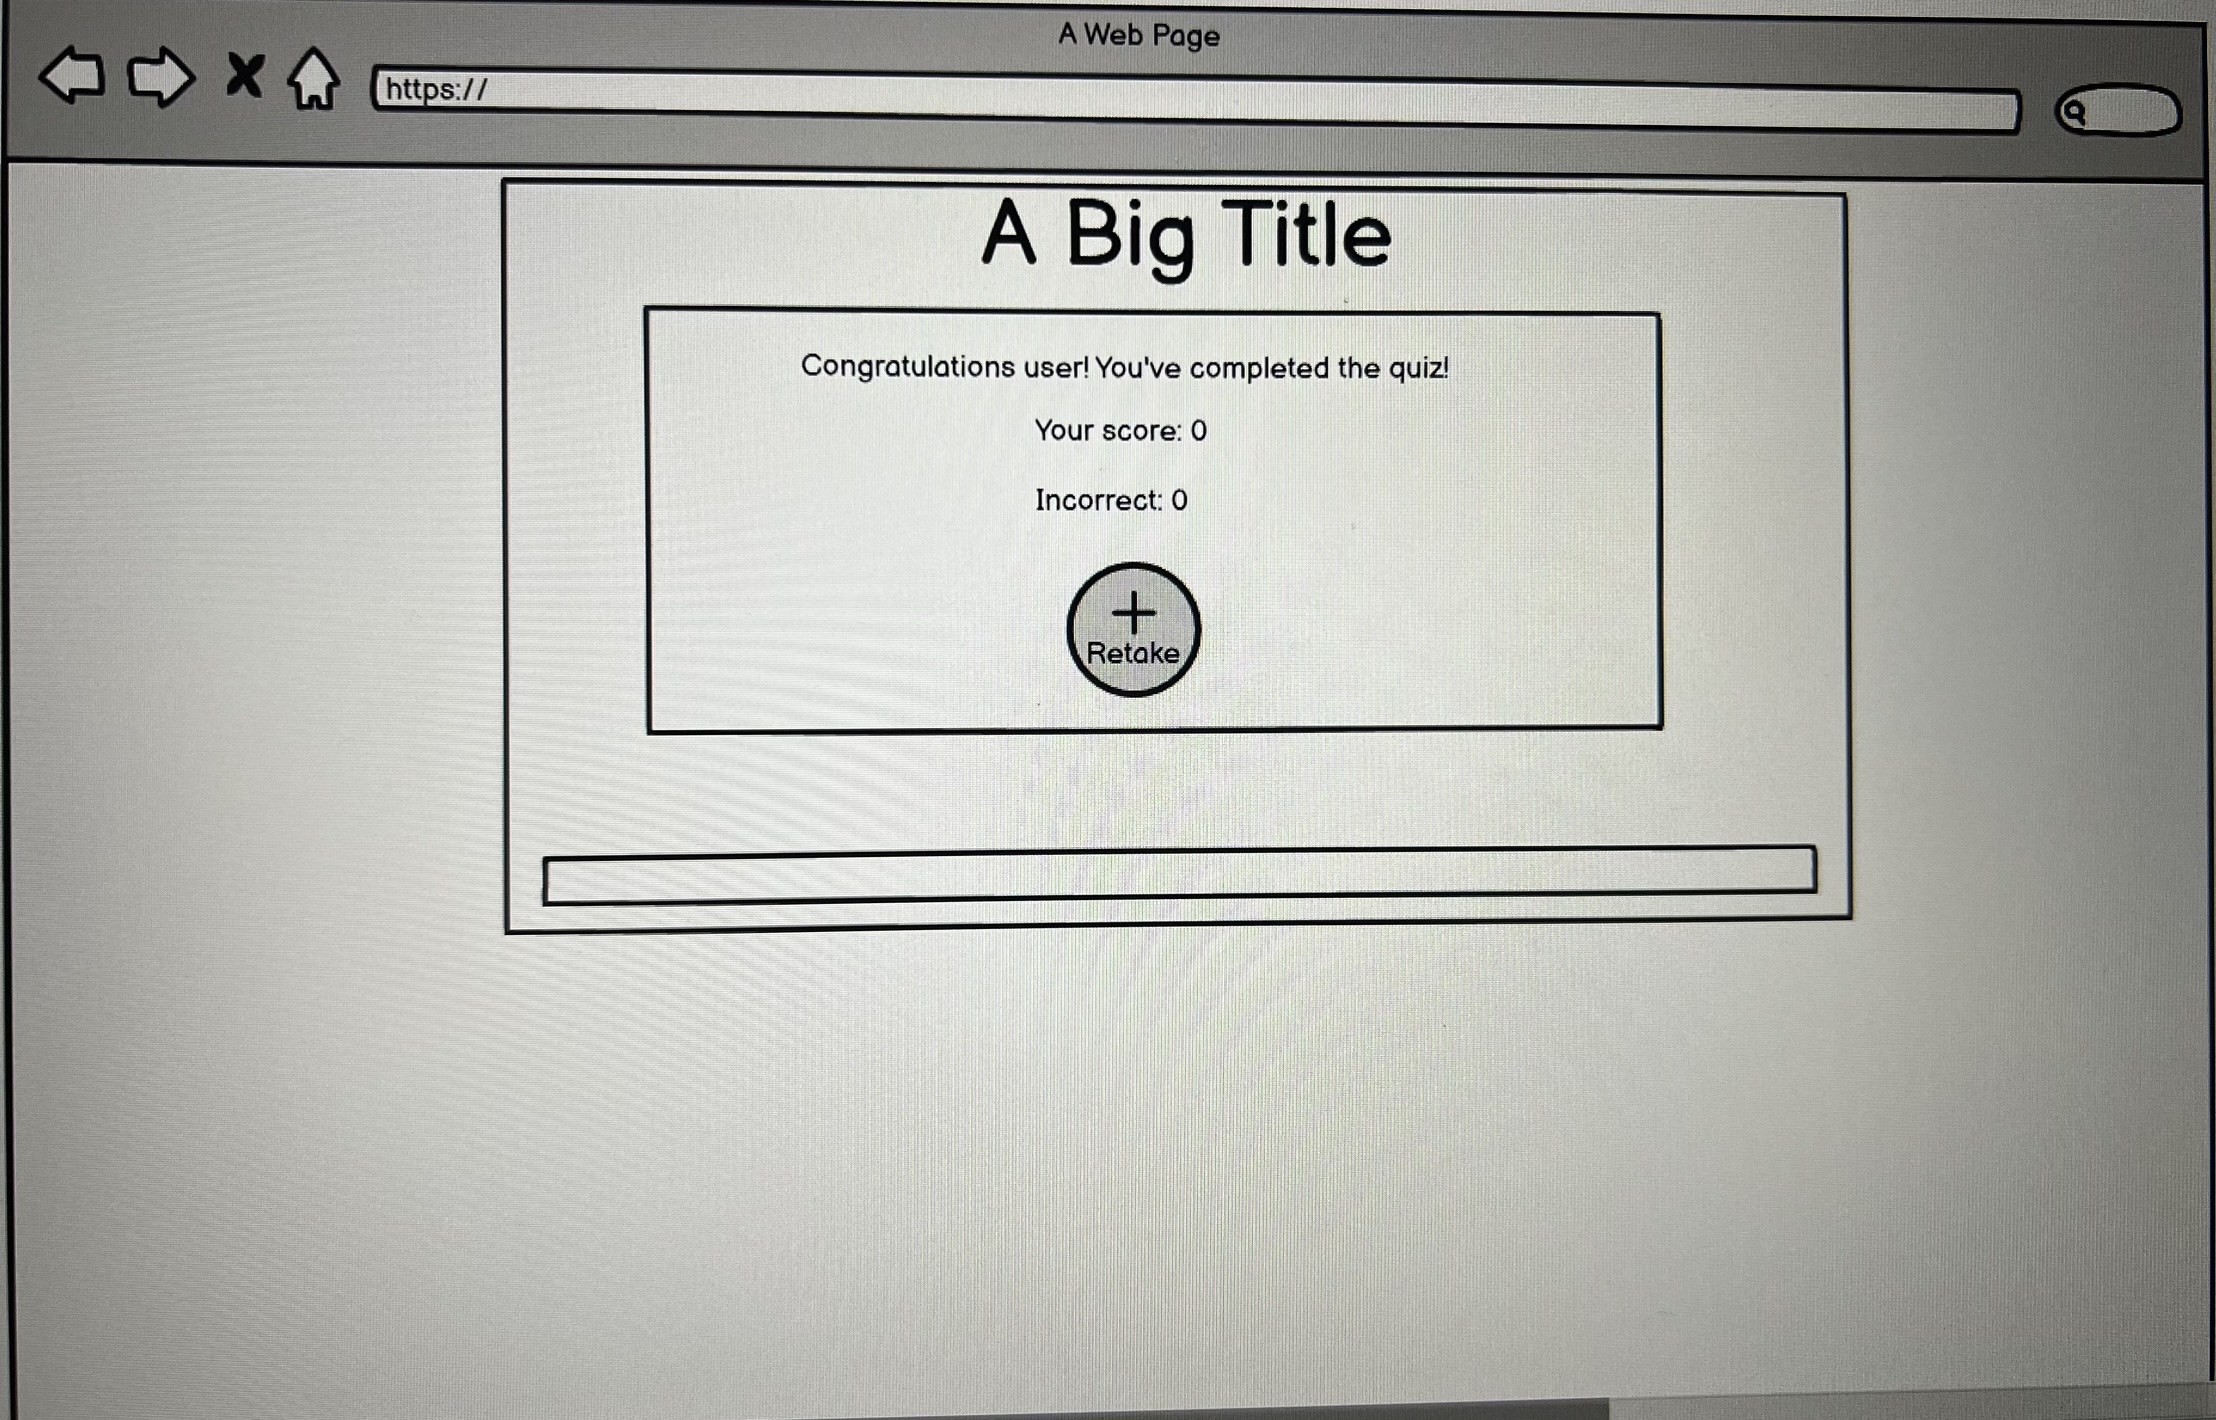 A Web Page
https://
A Big Title
Congratulations user! You've completed the quiz!
Your score: 0
Incorrect: 0
Retake